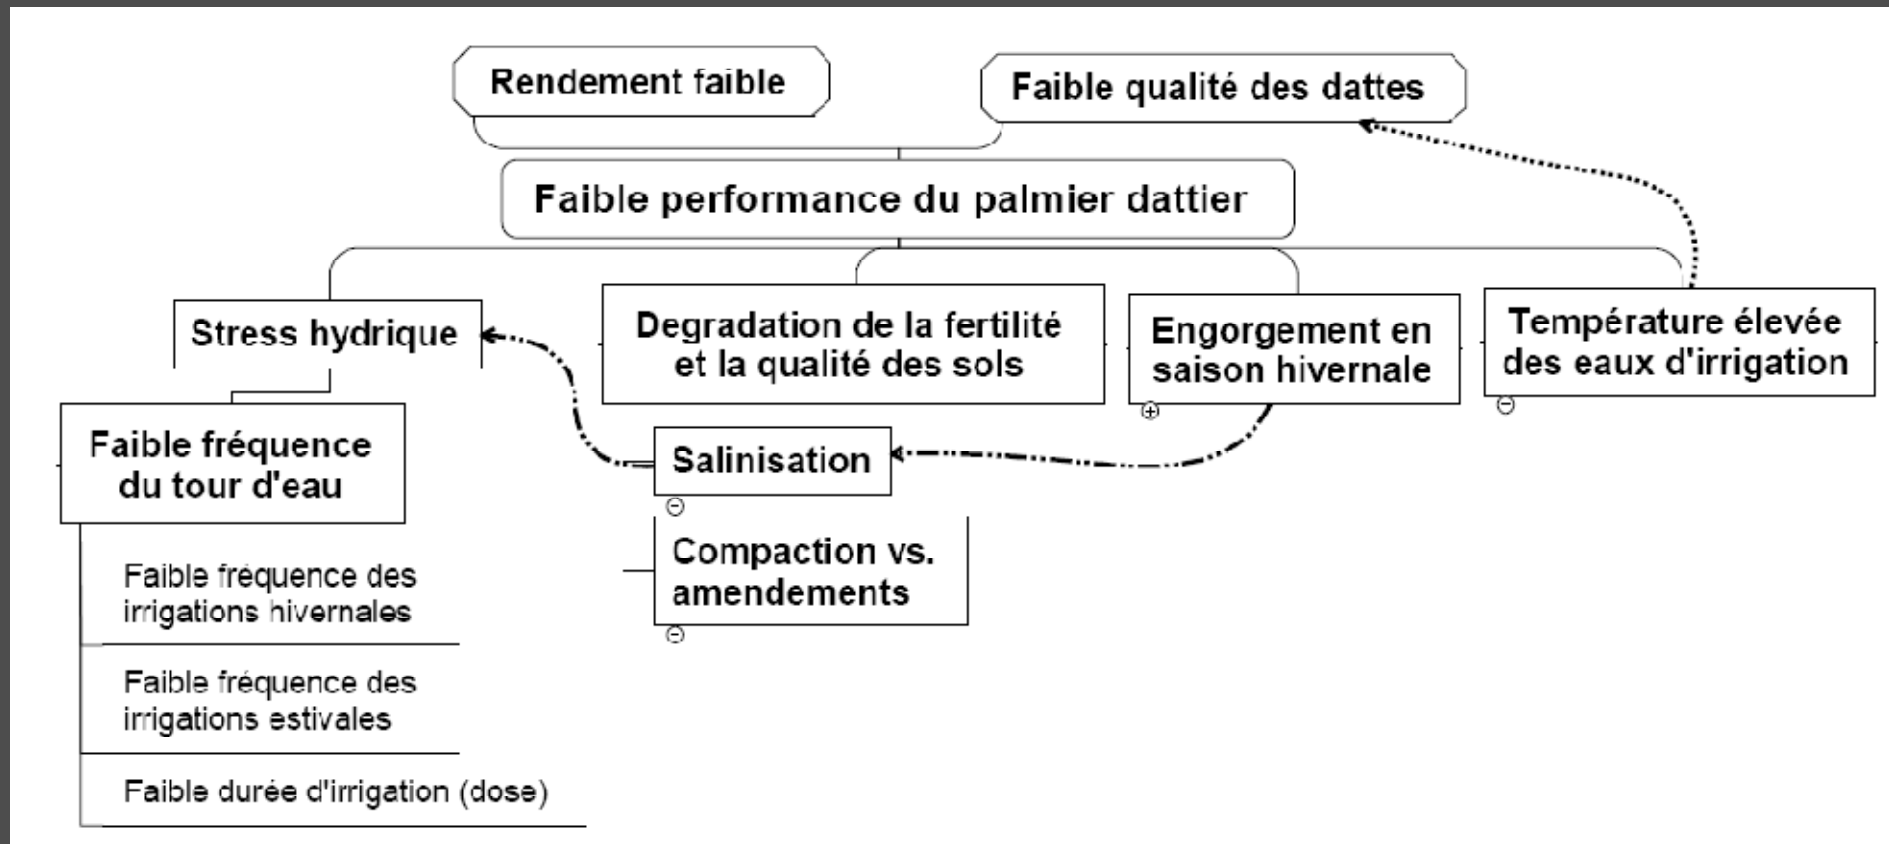 Rendement faible
Faible qualité des dattes
Faible performance du palmier dattier
Stress hydrique
Degradation de la fertilité
et la qualité des sols
Engorgement en
saison hivernale
Température élevée
des eaux d'irrigation
Faible fréquence
du tour d'eau
Salinisation
Compaction vs.
amendements
Faible fréquence des
irrigations hivernales
Faible fréquence des
irrigations estivales
Faible durée d'irrigation (dose)